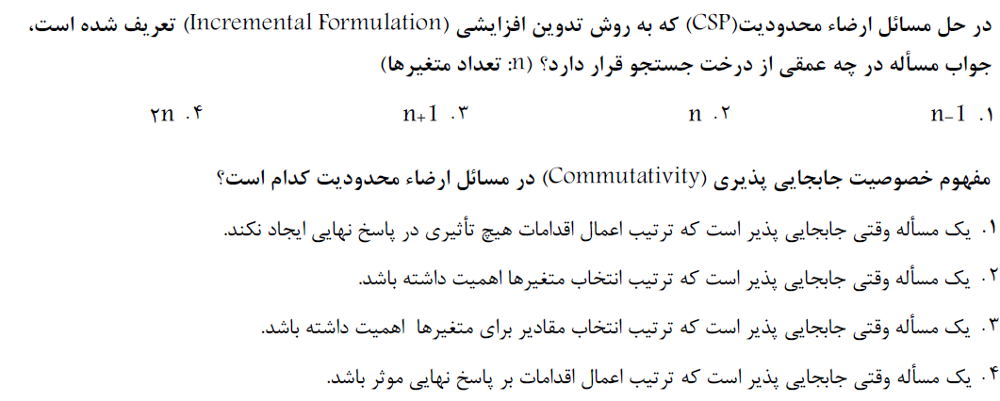 در حل مسائل ارضاء محدودیت(CSP) که به روش تدوین افزایشی (Incremental Formulation) تعریف شده است،
جواب مسأله در چه عمقی از درخت جستجو قرار دارد؟ (n: تعداد متغیرها)
۱. n-1 ۲. n ۳. n+1 ۴. ۲n
مفهوم خصوصیت جابجایی پذیری (Commutativity) در مسائل ارضاء محدودیت کدام است؟
۱. یک مسأله وقتی جابجایی پذیر است که ترتیب اعمال اقدامات هیچ تأثیری در پاسخ نهایی ایجاد نکند.
۲. یک مسأله وقتی جابجایی پذیر است که ترتیب انتخاب متغیرها اهمیت داشته باشد.
۳. یک مسأله وقتی جابجایی پذیر است که ترتیب انتخاب مقادیر برای متغیرها اهمیت داشته باشد.
۴. یک مسأله وقتی جابجایی پذیر است که ترتیب اعمال اقدامات بر پاسخ نهایی موثر باشد.